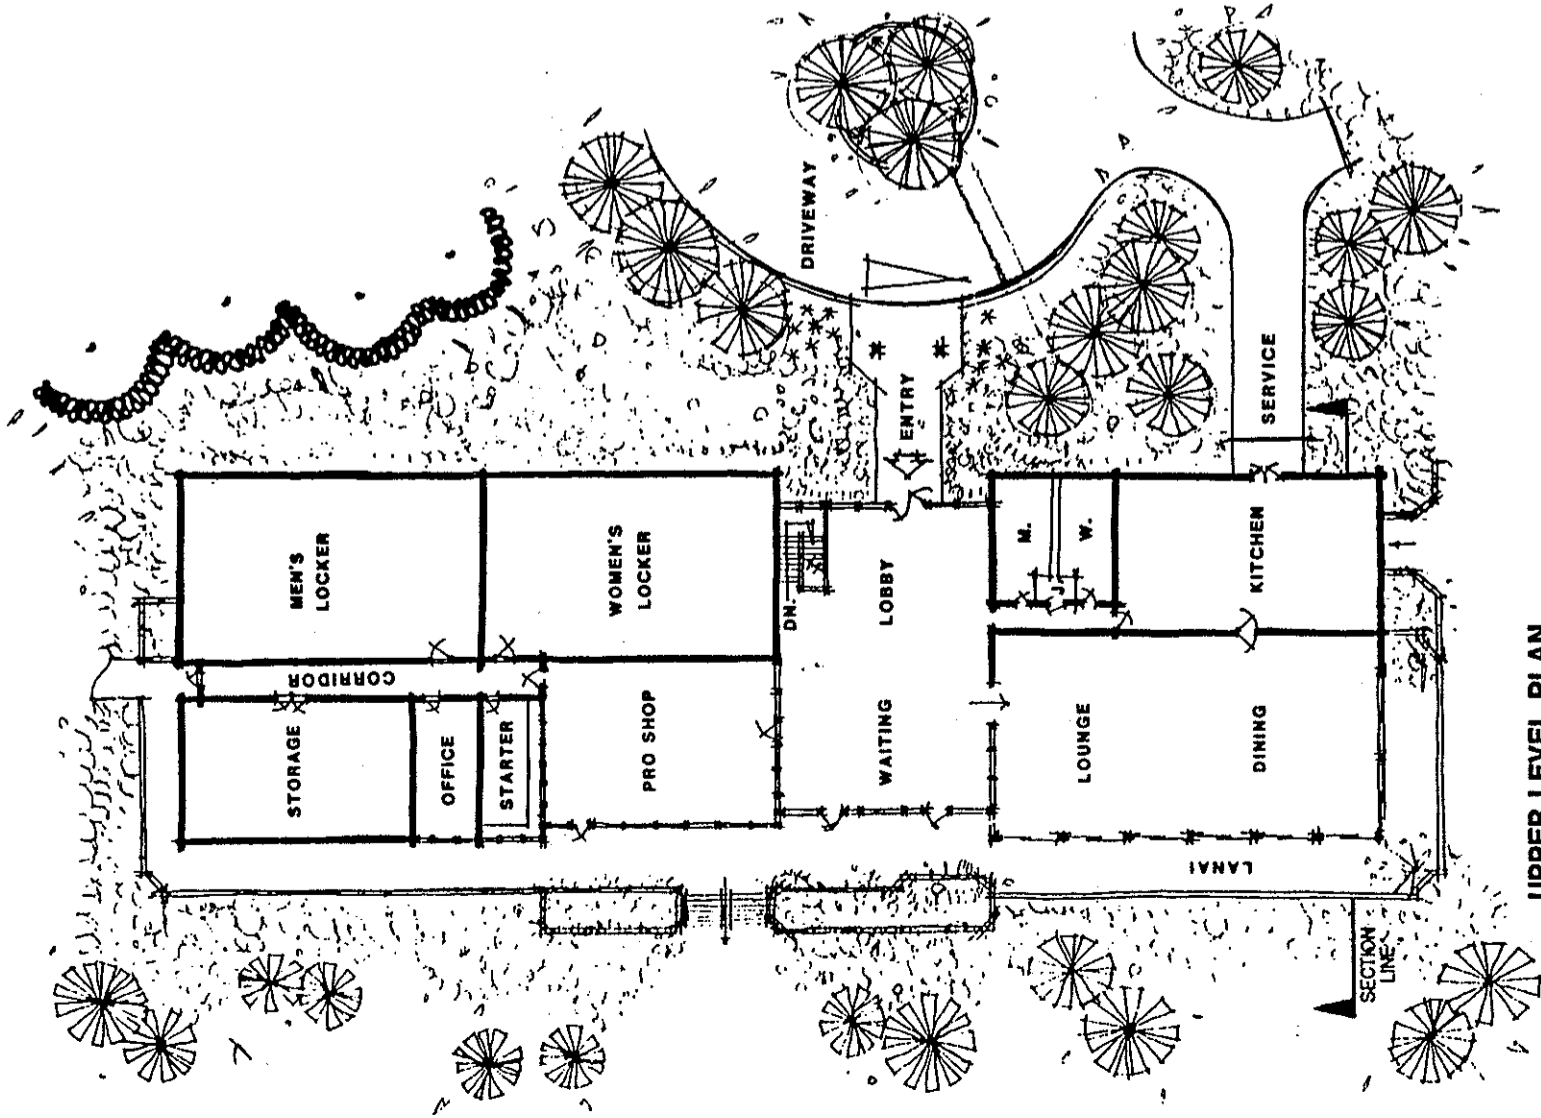 DRIVEWAY
ENTRY
SERVICE
MEN'S
LOCKER
WOMEN'S
LOCKER
DN.
LOBBY
M.
W.
J.
KITCHEN
CORRIDOR
STORAGE
OFFICE
STARTER
PRO SHOP
WAITING
LOUNGE
DINING
LANAI
SECTION
LINE
UPPER LEVEL PLAN